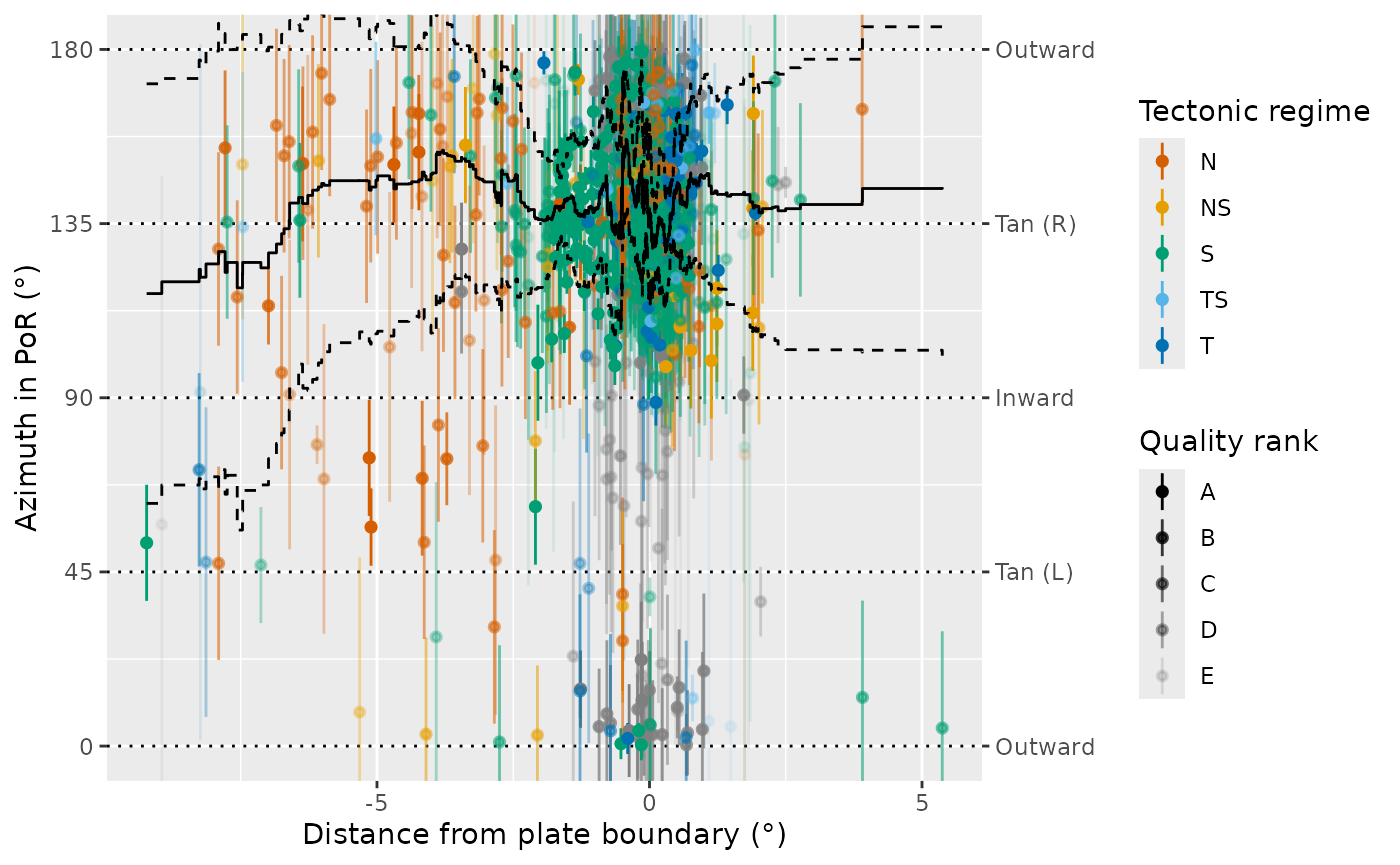 180
135
90
45
0
Azimuth in PoR (°)
Outward
Tan (R)
Inward
Tan (L)
Outward
-5
0
5
Distance from plate boundary (°)
Tectonic regime
N
NS
S
TS
T
Quality rank
A
B
C
D
E